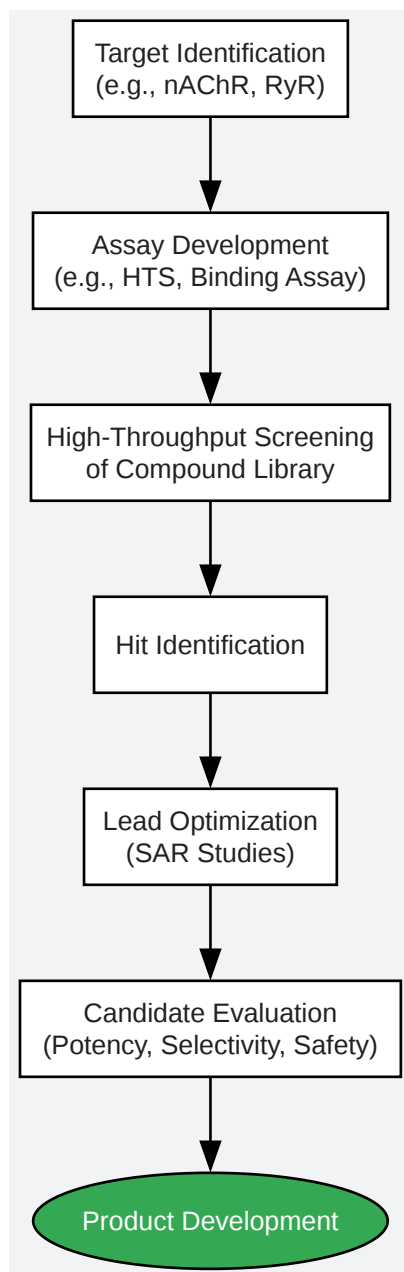 Target Identification
(e.g., nAChR, RyR)
Assay Development
(e.g., HTS, Binding Assay)
High-Throughput Screening
of Compound Library
Hit Identification
Lead Optimization
(SAR Studies)
Candidate Evaluation
(Potency, Selectivity, Safety)
Product Development